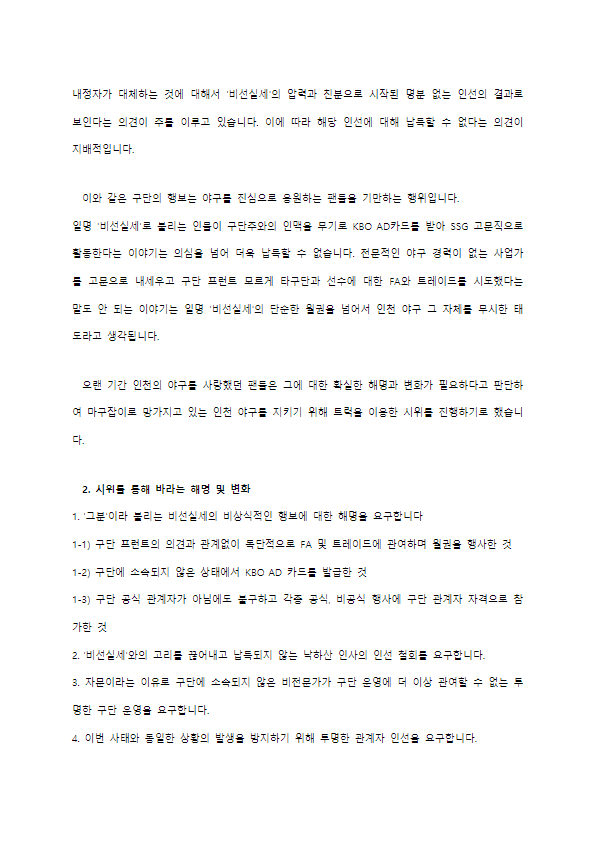 내정자가 대체하는 것에 대해서 '비선실세'의 압력과 친분으로 시작된 명분 없는 인선의 결과로
보인다는 의견이 주를 이루고 있습니다. 이에 따라 해당 인선에 대해 납득할 수 없다는 의견이
지배적입니다.
이와 같은 구단의 행보는 야구를 진심으로 응원하는 팬들을 기만하는 행위입니다.
일명 '비선실세'로 불리는 인물이 구단주와의 인맥을 무기로 KBO AD카드를 받아 SSG 고문직으로
활동한다는 이야기는 의심을 넘어 더욱 납득할 수 없습니다. 전문적인 야구 경력이 없는 사업가
를 고문으로 내세우고 구단 프런트 모르게 타구단과 선수에 대한 FA와 트레이드를 시도했다는
말도 안 되는 이야기는 일명 '비선실세'의 단순한 월권을 넘어서 인천 야구 그 자체를 무시한 태
도라고 생각됩니다.
오랜 기간 인천의 야구를 사랑했던 팬들은 그에 대한 확실한 해명과 변화가 필요하다고 판단하
여 마구잡이로 망가지고 있는 인천 야구를 지키기 위해 트럭을 이용한 시위를 진행하기로 했습니
다.
2. 시위를 통해 바라는 해명 및 변화
1. '그분'이라 불리는 비선실세의 비상식적인 행보에 대한 해명을 요구합니다
1-1) 구단 프런트의 의견과 관계없이 독단적으로 FA 및 트레이드에 관여하며 월권을 행사한 것
1-2) 구단에 소속되지 않은 상태에서 KBO AD 카드를 발급한 것
1-3) 구단 공식 관계자가 아님에도 불구하고 각종 공식, 비공식 행사에 구단 관계자 자격으로 참
가한 것
2. '비선실세'와의 고리를 끊어내고 납득되지 않는 낙하산 인사의 인선 철회를 요구합니다.
3. 자문이라는 이유로 구단에 소속되지 않은 비전문가가 구단 운영에 더 이상 관여할 수 없는 투
명한 구단 운영을 요구합니다.
4. 이번 사태와 동일한 상황의 발생을 방지하기 위해 투명한 관계자 인선을 요구합니다.